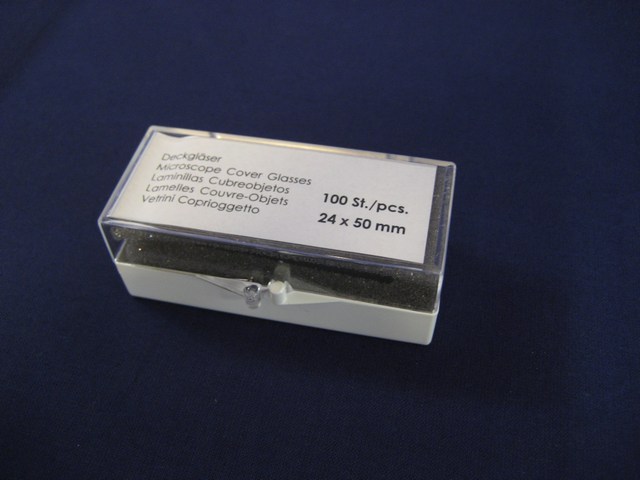 Deckgläser
Microscope Cover Glasses
Laminillas Cubreobjetos
Lamelles Couvre-Objets
Vetrini Coprioggetto
100 St./pcs.
24 x 50 mm